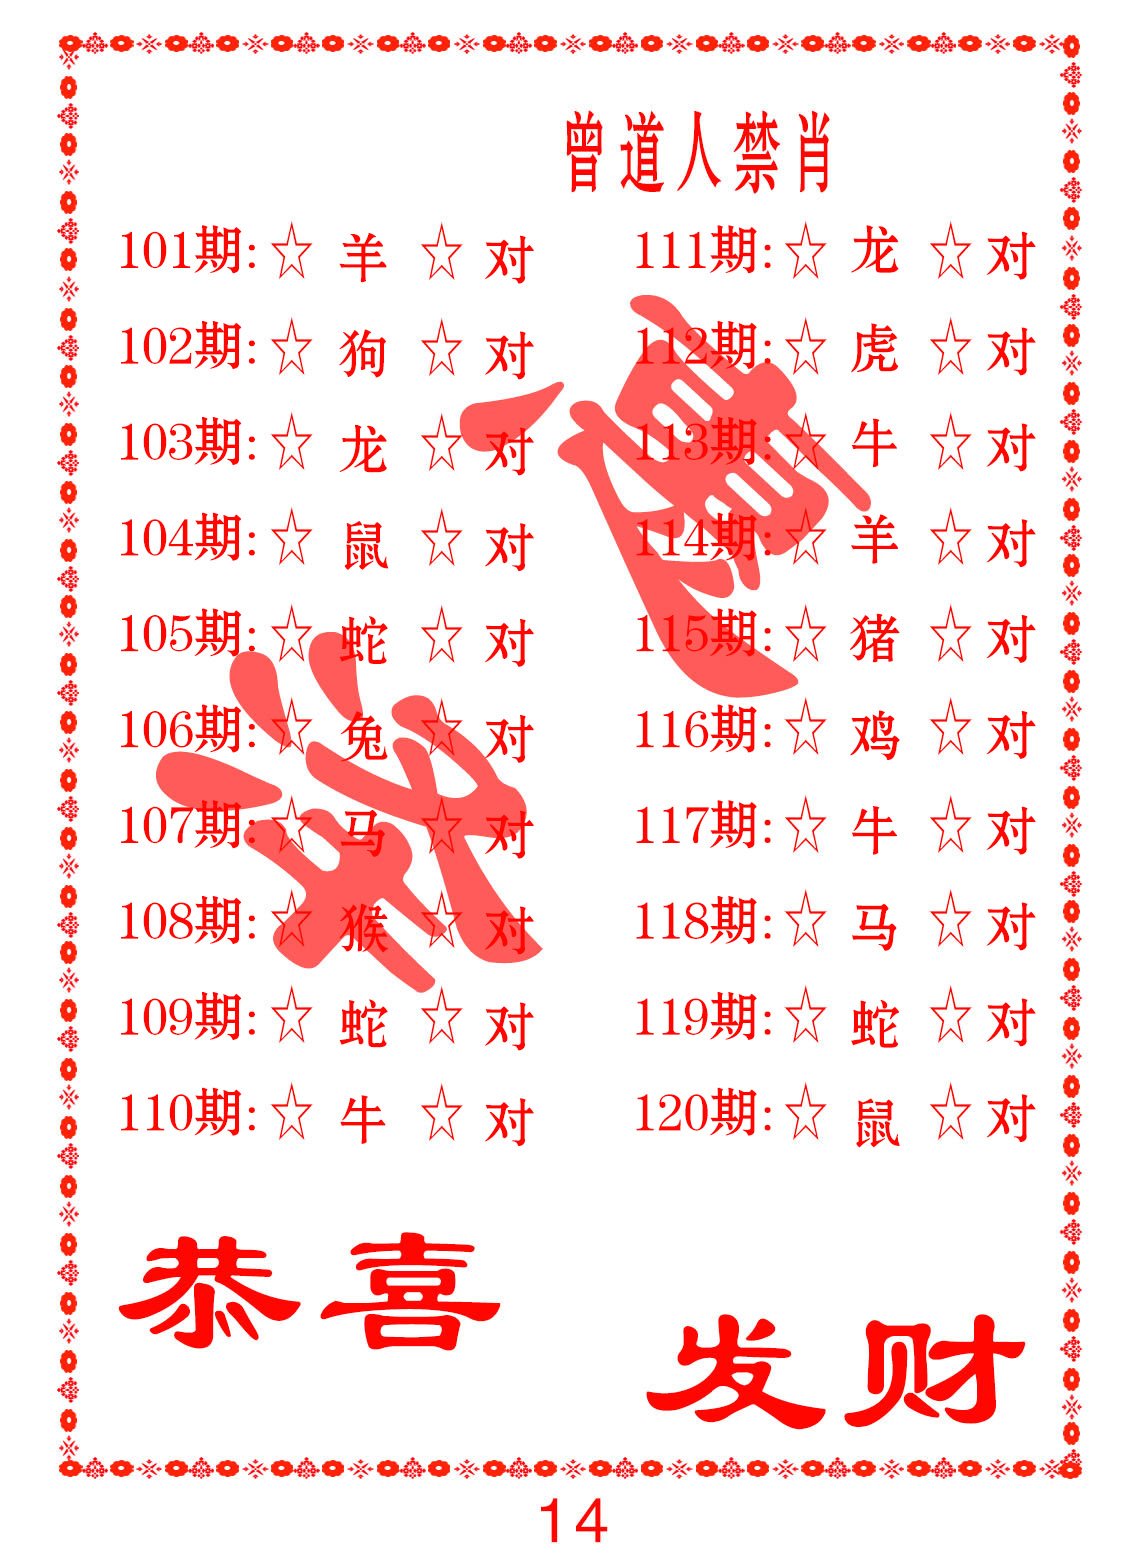 曾道人禁肖
101期:☆ 羊 ☆ 对
102期:☆ 狗 ☆ 对
103期:☆ 龙 ☆ 对
104期:☆ 鼠 ☆ 对
105期:☆ 蛇 ☆ 对
106期:☆ 兔 ☆ 对
107期:☆ 马 ☆ 对
108期:☆ 猴 ☆ 对
109期:☆ 蛇 ☆ 对
110期:☆ 牛 ☆ 对
111期:☆ 龙 ☆ 对
112期:☆ 虎 ☆ 对
113期:☆ 牛 ☆ 对
114期:☆ 羊 ☆ 对
115期:☆ 猪 ☆ 对
116期:☆ 鸡 ☆ 对
117期:☆ 牛 ☆ 对
118期:☆ 马 ☆ 对
119期:☆ 蛇 ☆ 对
120期:☆ 鼠 ☆ 对
恭喜
发财
14